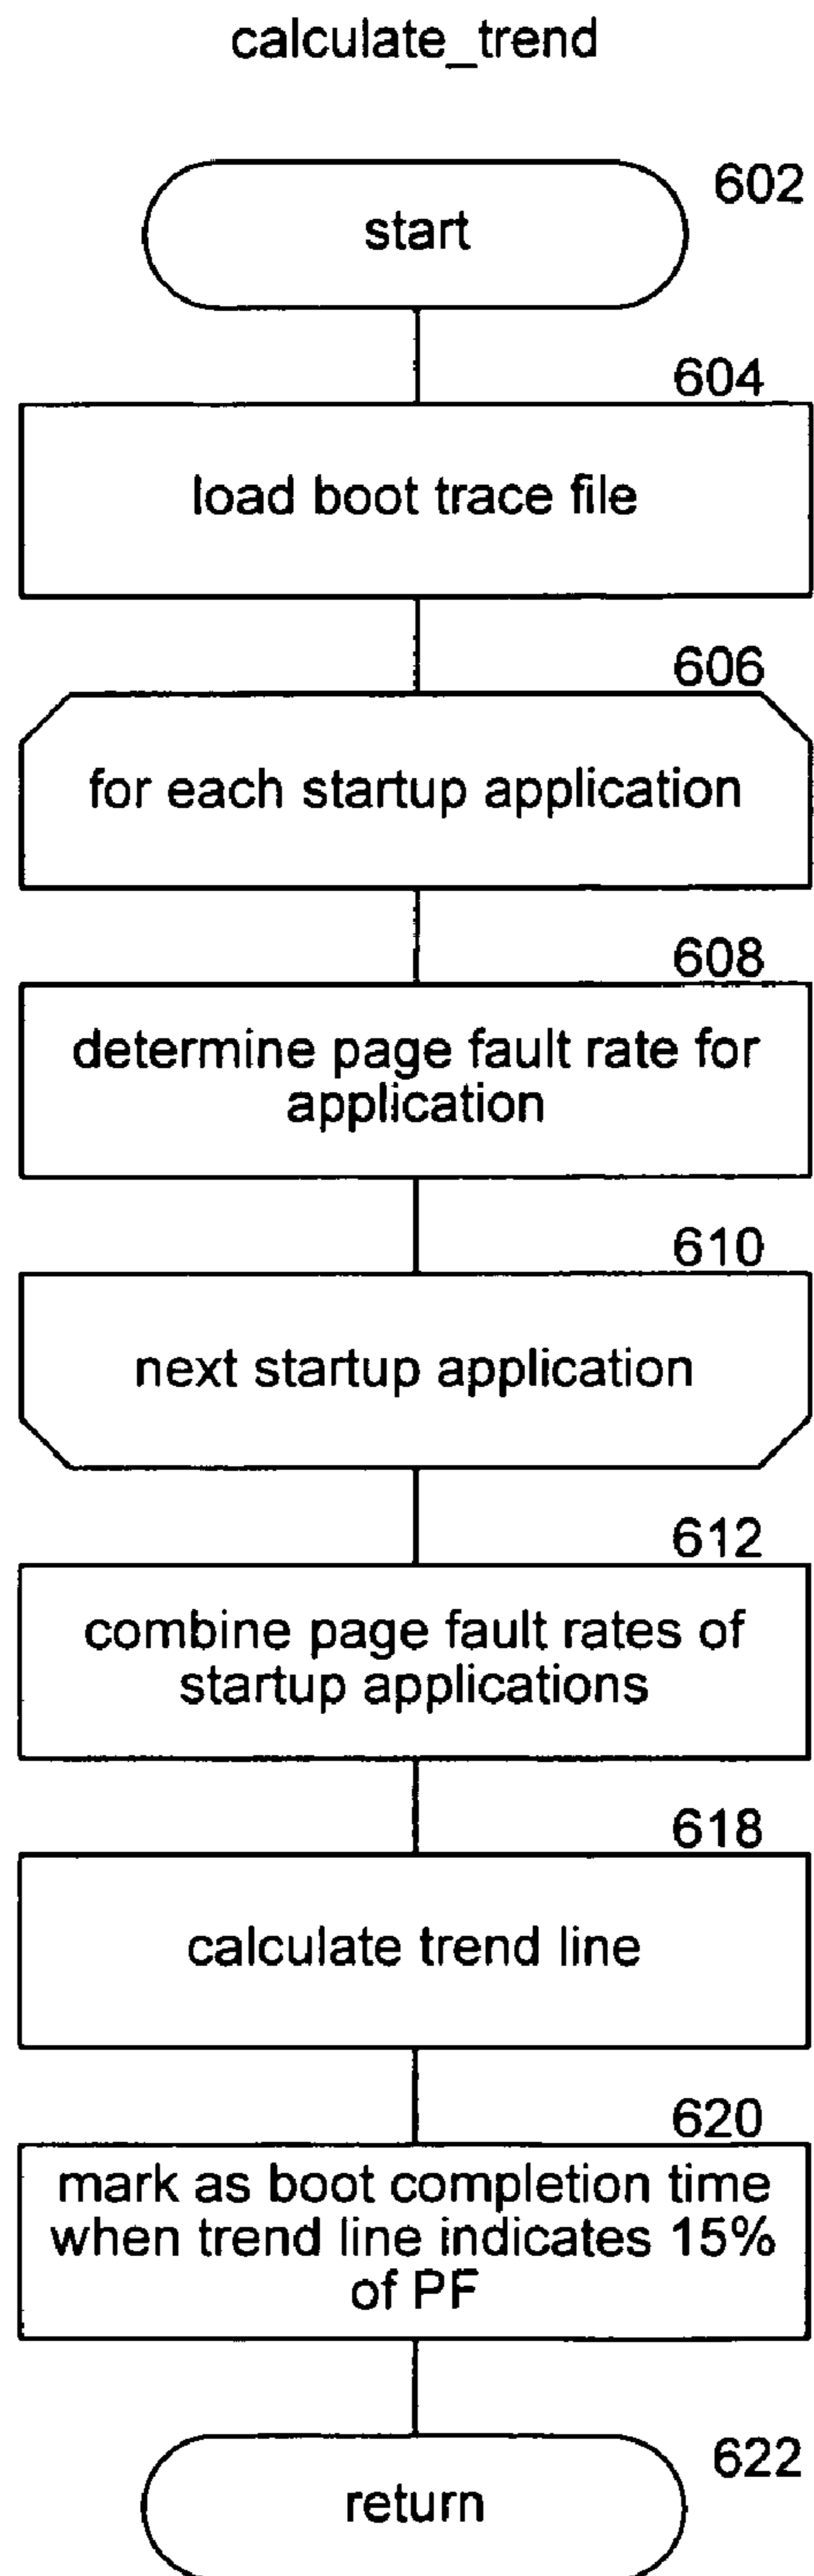 calculate_trend
602
start
604
load boot trace file
606
for each startup application
608
determine page fault rate for
application
610
next startup application
612
combine page fault rates of
startup applications
618
calculate trend line
620
mark as boot completion time
when trend line indicates 15%
of PF
622
return